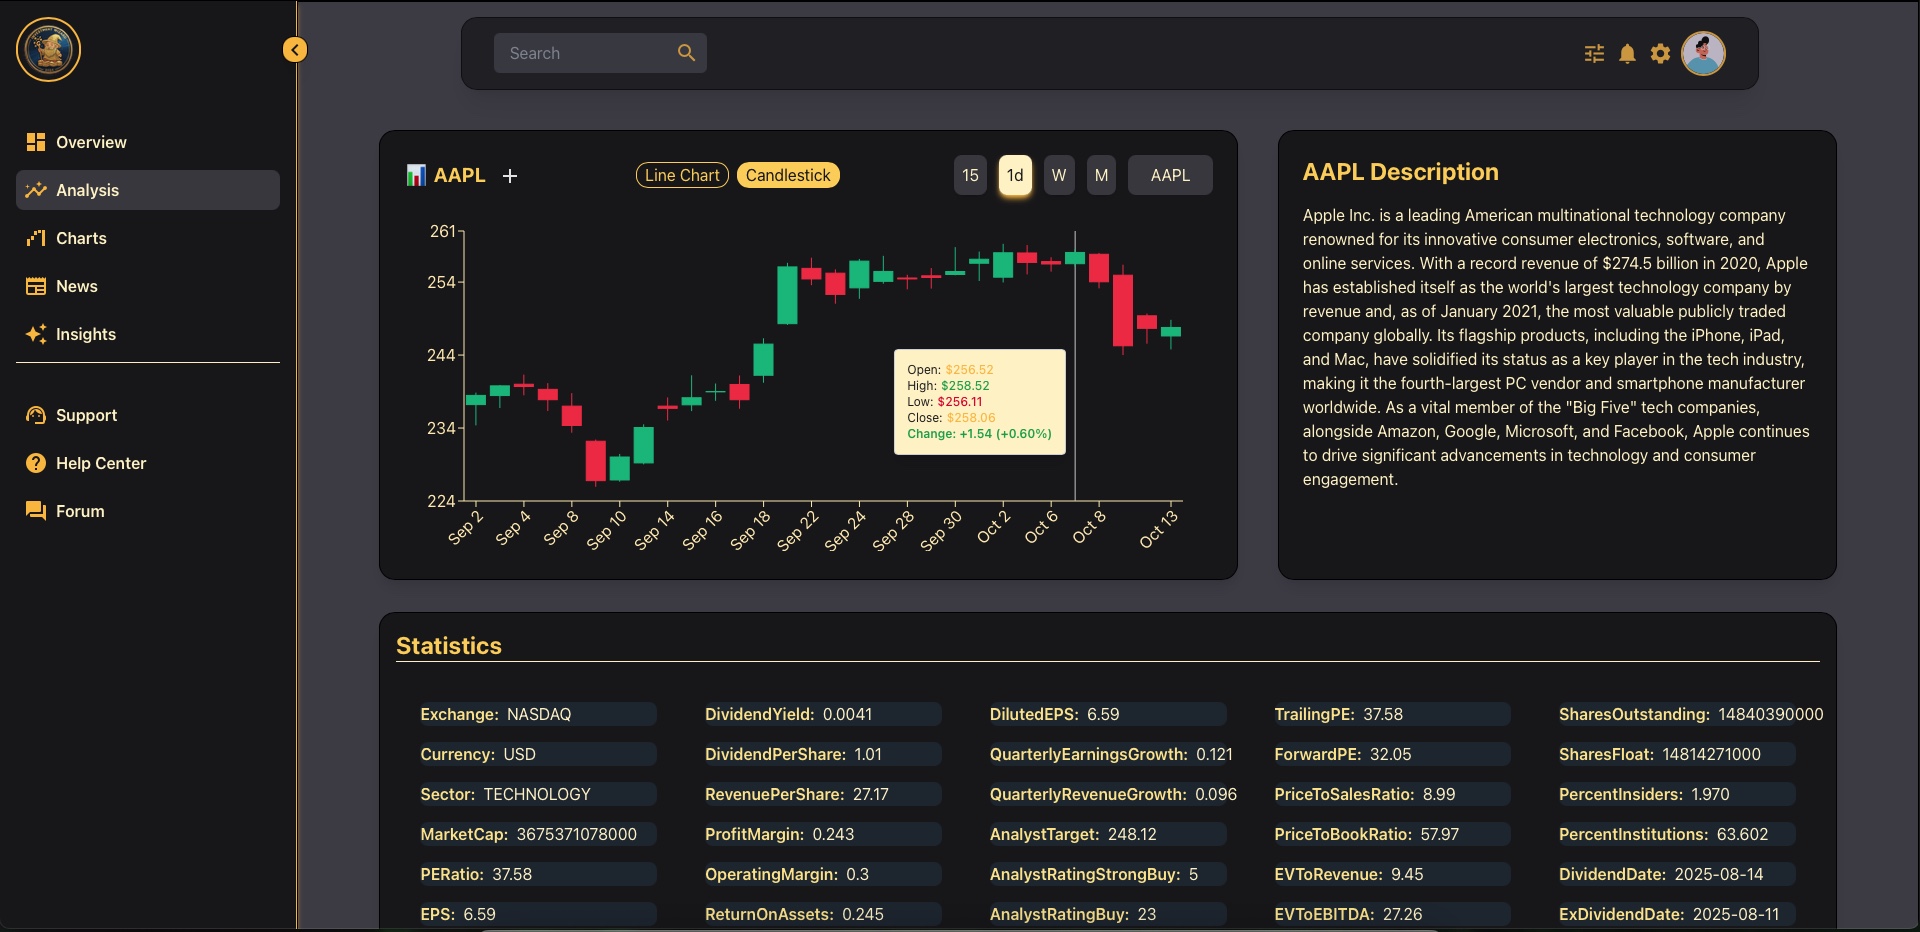 Search
Overview
Analysis
Charts
News
Insights
Support
Help Center
Forum
AAPL +
Line Chart
Candlestick
15
1d
W
M
AAPL
261
254
244
234
224
Open: $256.52
High: $258.52
Low: $256.11
Close: $258.06
Change: +1.54 (+0.60%)
Sep 2
Sep 4
Sep 8
Sep 10
Sep 14
Sep 16
Sep 18
Sep 22
Sep 24
Sep 28
Sep 30
Oct 2
Oct 6
Oct 8
Oct 13
AAPL Description
Apple Inc. is a leading American multinational technology company
renowned for its innovative consumer electronics, software, and
online services. With a record revenue of $274.5 billion in 2020, Apple
has established itself as the world's largest technology company by
revenue and, as of January 2021, the most valuable publicly traded
company globally. Its flagship products, including the iPhone, iPad,
and Mac, have solidified its status as a key player in the tech industry,
making it the fourth-largest PC vendor and smartphone manufacturer
worldwide. As a vital member of the "Big Five" tech companies,
alongside Amazon, Google, Microsoft, and Facebook, Apple continues
to drive significant advancements in technology and consumer
engagement.
Statistics
Exchange: NASDAQ
Currency: USD
Sector: TECHNOLOGY
MarketCap: 3675371078000
PERatio: 37.58
EPS: 6.59
DividendYield: 0.0041
DividendPerShare: 1.01
RevenuePerShare: 27.17
ProfitMargin: 0.243
OperatingMargin: 0.3
ReturnOnAssets: 0.245
DilutedEPS: 6.59
QuarterlyEarningsGrowth: 0.121
QuarterlyRevenueGrowth: 0.096
AnalystTarget: 248.12
AnalystRatingStrongBuy: 5
AnalystRatingBuy: 23
TrailingPE: 37.58
ForwardPE: 32.05
PriceToSalesRatio: 8.99
PriceToBookRatio: 57.97
EVToRevenue: 9.45
EVToEBITDA: 27.26
SharesOutstanding: 14840390000
SharesFloat: 14814271000
PercentInsiders: 1.970
PercentInstitutions: 63.602
DividendDate: 2025-08-14
ExDividendDate: 2025-08-11